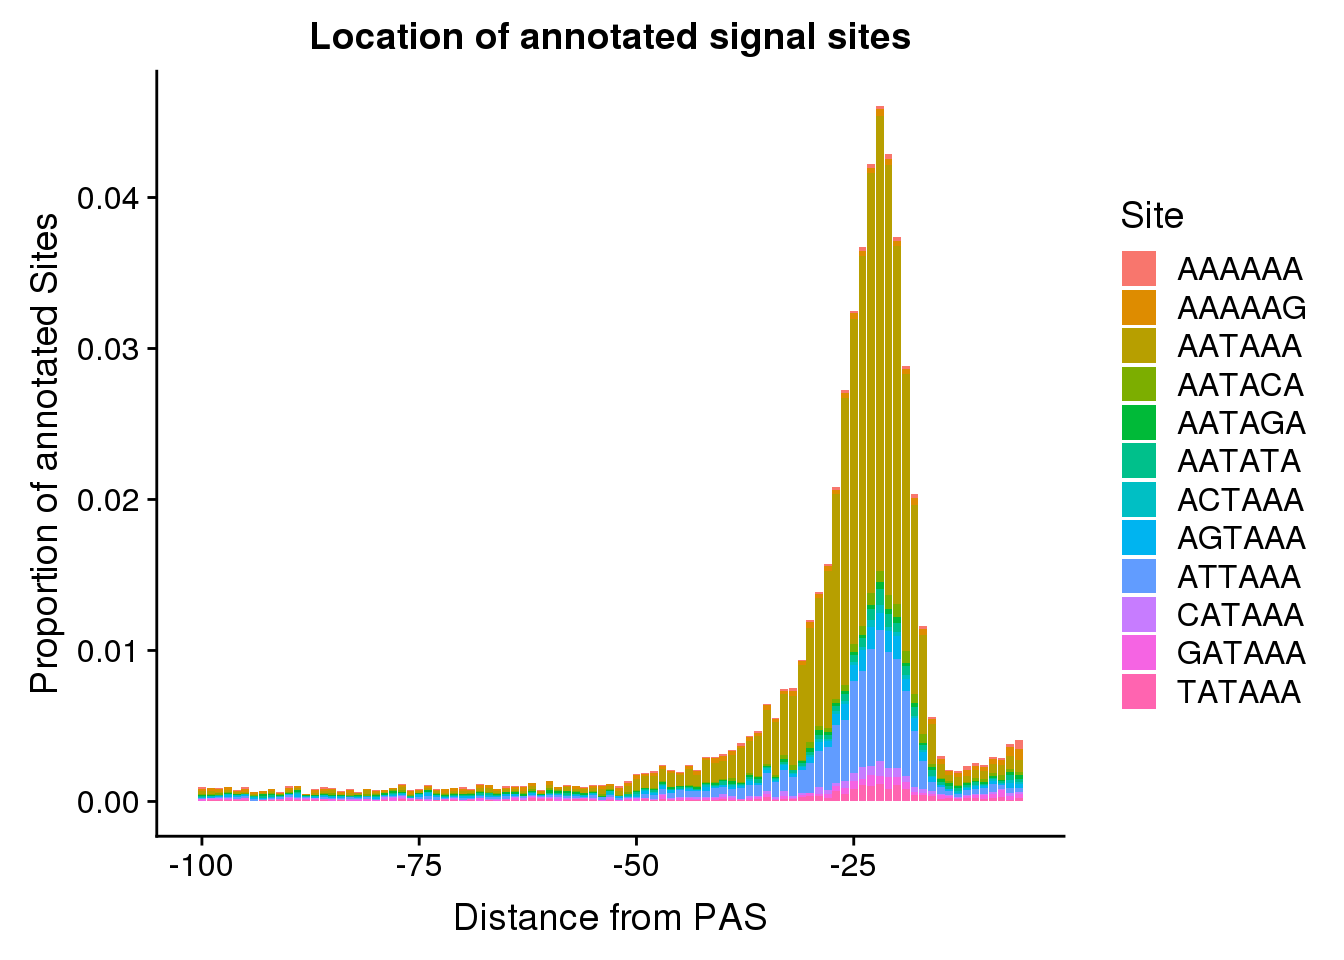 Location of annotated signal sites
Proportion of annotated Sites
0.04
0.03
0.02
0.01
0.00
-100
-75
-50
-25
Distance from PAS
Site
AAAAAA
AAAAAG
AATAAA
AATACA
AATAGA
AATATA
ACTAAA
AGTAAA
ATTAAA
CATAAA
GATAAA
TATAAA